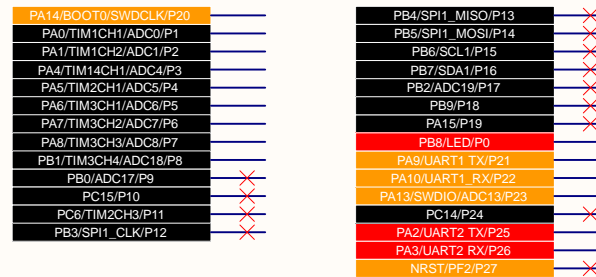 PA14/BOOT0/SWDCLK/P20
PA0/TIM1CH1/ADC0/P1
PA1/TIM1CH2/ADC1/P2
PA4/TIM14CH1/ADC4/P3
PA5/TIM2CH1/ADC5/P4
PA6/TIM3CH1/ADC6/P5
PA7/TIM3CH2/ADC7/P6
PA8/TIM3CH3/ADC8/P7
PB1/TIM3CH4/ADC18/P8
PB0/ADC17/P9
PC15/P10
PC6/TIM2CH3/P11
PB3/SPI1_CLK/P12
PB4/SPI1_MISO/P13
PB5/SPI1_MOSI/P14
PB6/SCL1/P15
PB7/SDA1/P16
PB2/ADC19/P17
PB9/P18
PA15/P19
PB8/LED/P0
PA9/UART1 TX/P21
PA10/UART1_RX/P22
PA13/SWDIO/ADC13/P23
PC14/P24
PA2/UART2 TX/P25
PA3/UART2 RX/P26
NRST/PF2/P27